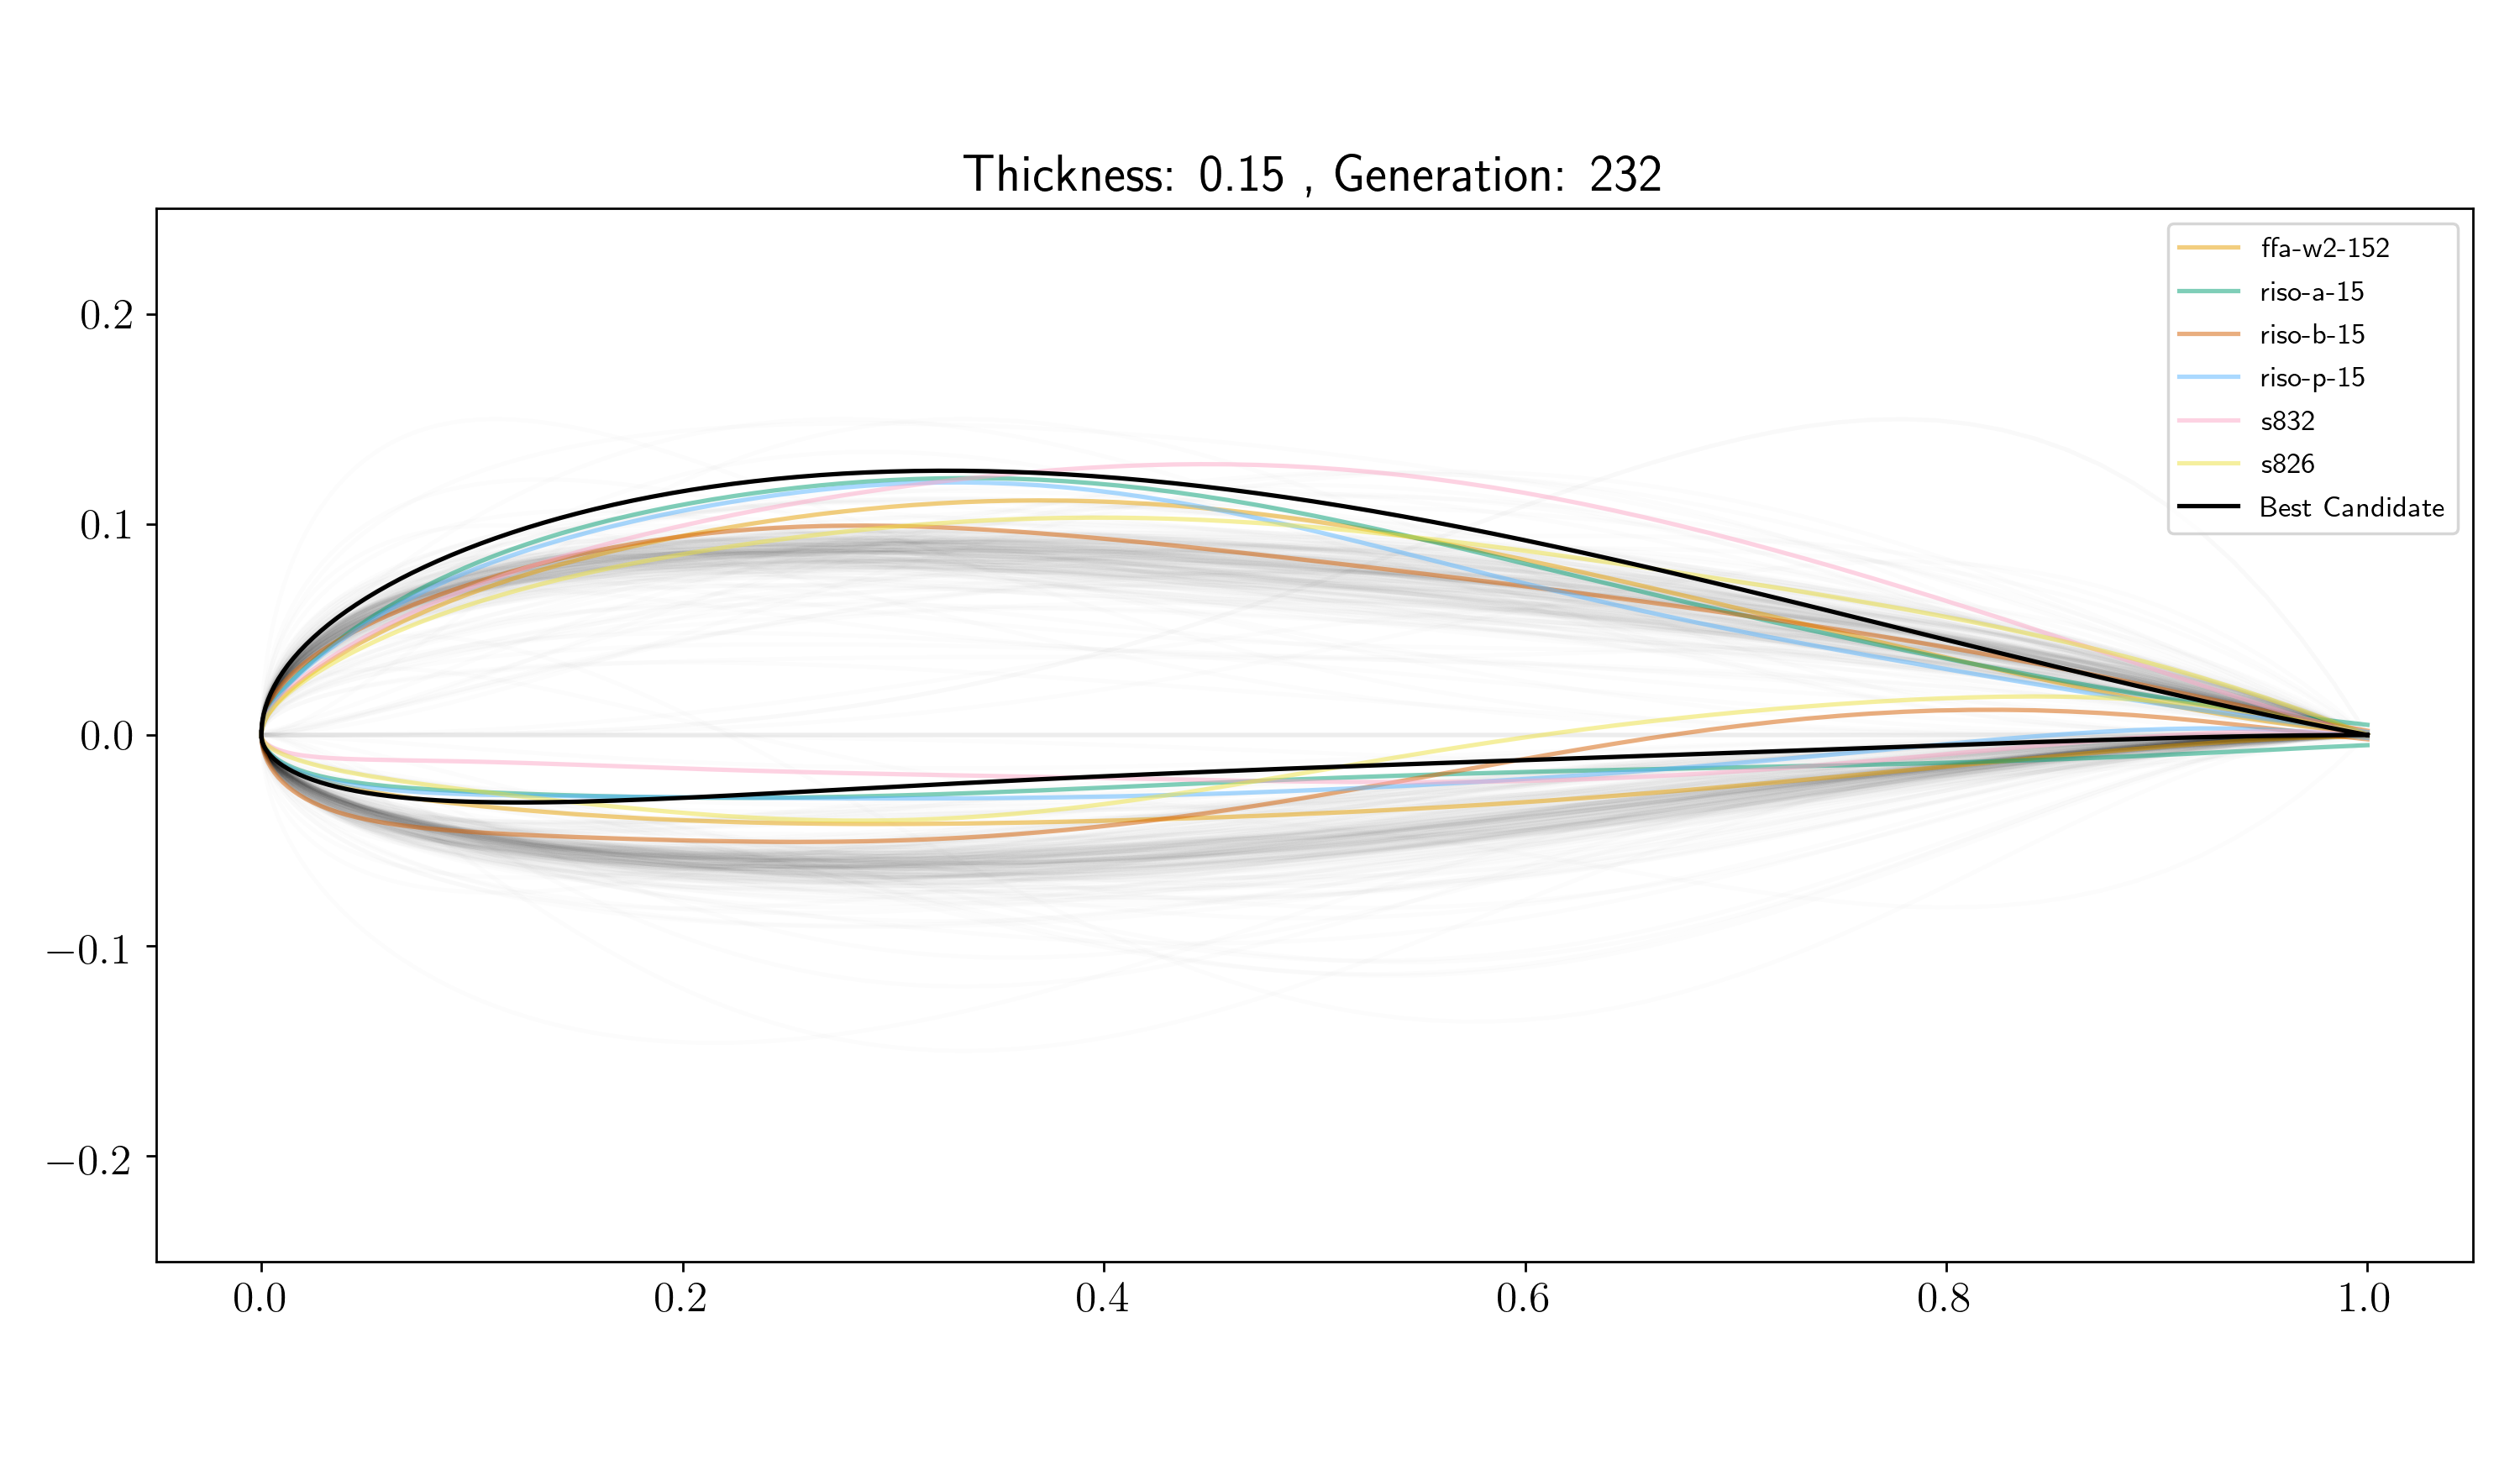 Thickness: 0.15 , Generation: 232
ffa-w2-152
riso-a-15
riso-b-15
riso-p-15
s832
s826
Best Candidate
0.2
0.1
0.0
−0.1
−0.2
0.0 0.2 0.4 0.6 0.8 1.0